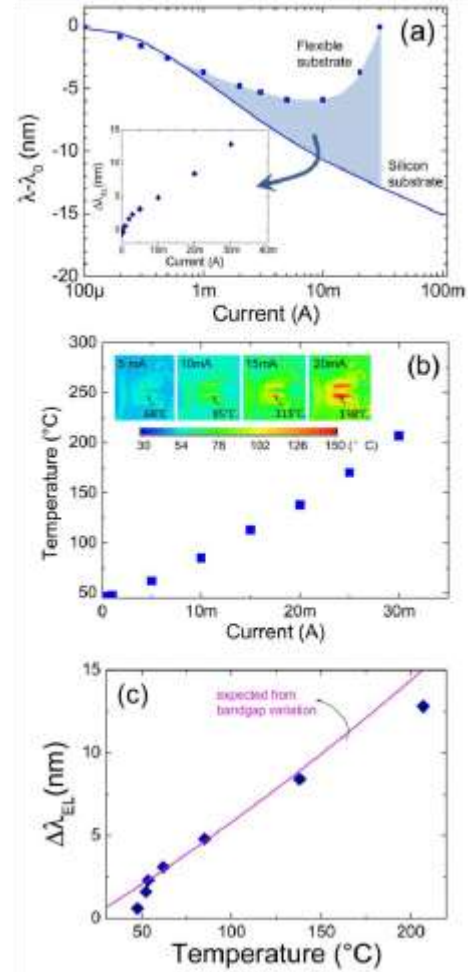 (a)
0
-5
-10
-15
-20
λ-λ0 (nm)
Flexible
substrate
Silicon
substrate
15
10
5
0
ΔλEL(nm)
0
10m
20m
30m
40m
Current (A)
100μ
1m
10m
100m
Current (A)
(b)
300
250
200
150
100
50
Temperature (°C)
5 mA
10mA
15mA
20mA
30
54
78
102
126
150 (° C)
10m
20m
30m
Current (A)
(c)
15
10
5
0
ΔλEL(nm)
expected from
bandgap variation
50
100
150
200
Temperature (°C)